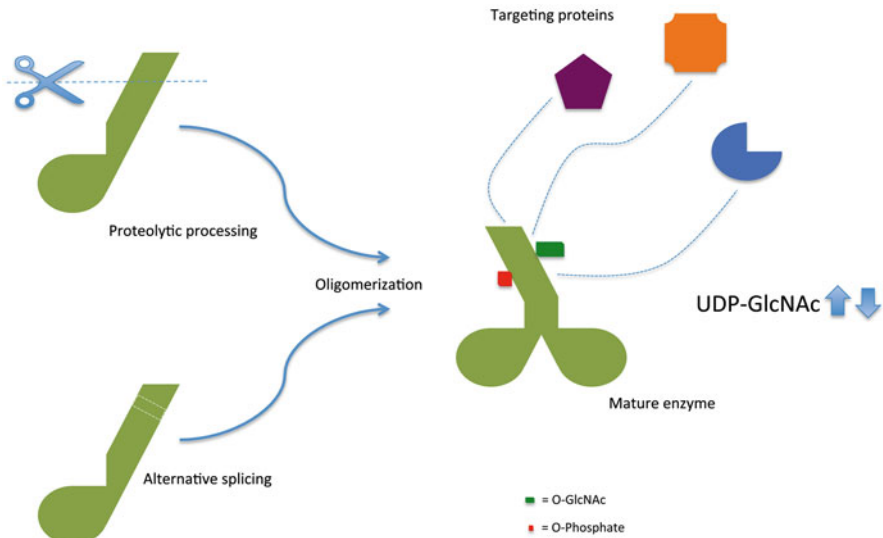 Targeting proteins
Proteolytic processing
Oligomerization
UDP-GlcNAc
Mature enzyme
Alternative splicing
= O-GlcNAc
= O-Phosphate